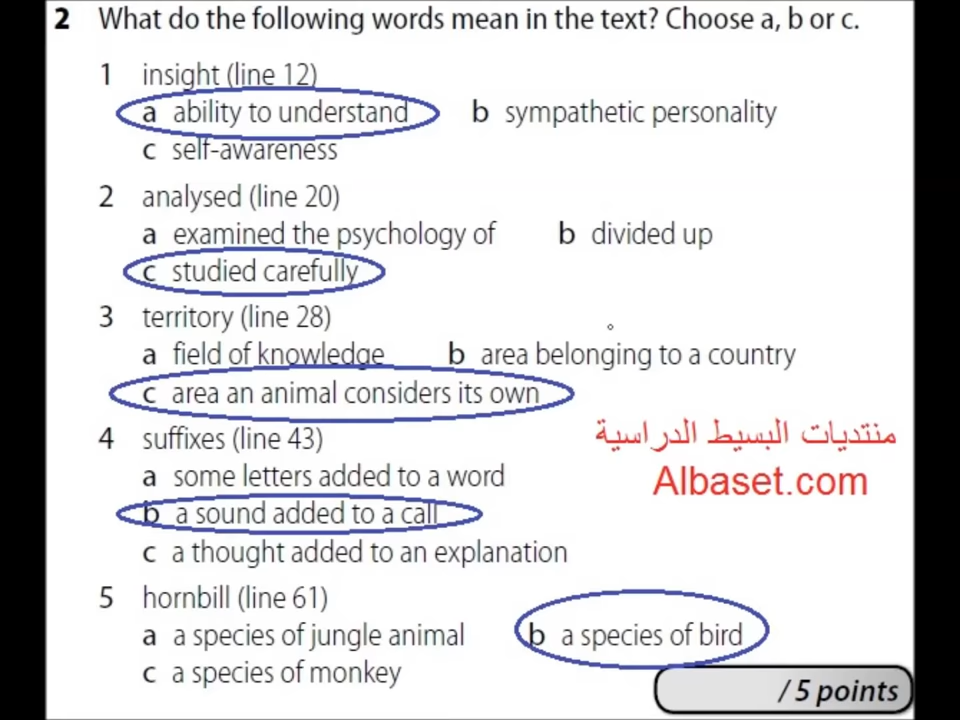 2 What do the following words mean in the text? Choose a, b or c.
1 insight (line 12)
a ability to understand b sympathetic personality
c self-awareness
2 analysed (line 20)
a examined the psychology of b divided up
c studied carefully
3 territory (line 28)
a field of knowledge b area belonging to a country
c area an animal considers its own
4 suffixes (line 43)
a some letters added to a word
b a sound added to a call
c a thought added to an explanation
5 hornbill (line 61)
a a species of jungle animal b a species of bird
c a species of monkey
منتديات البسيط الدراسية
Albaset.com
/ 5 points